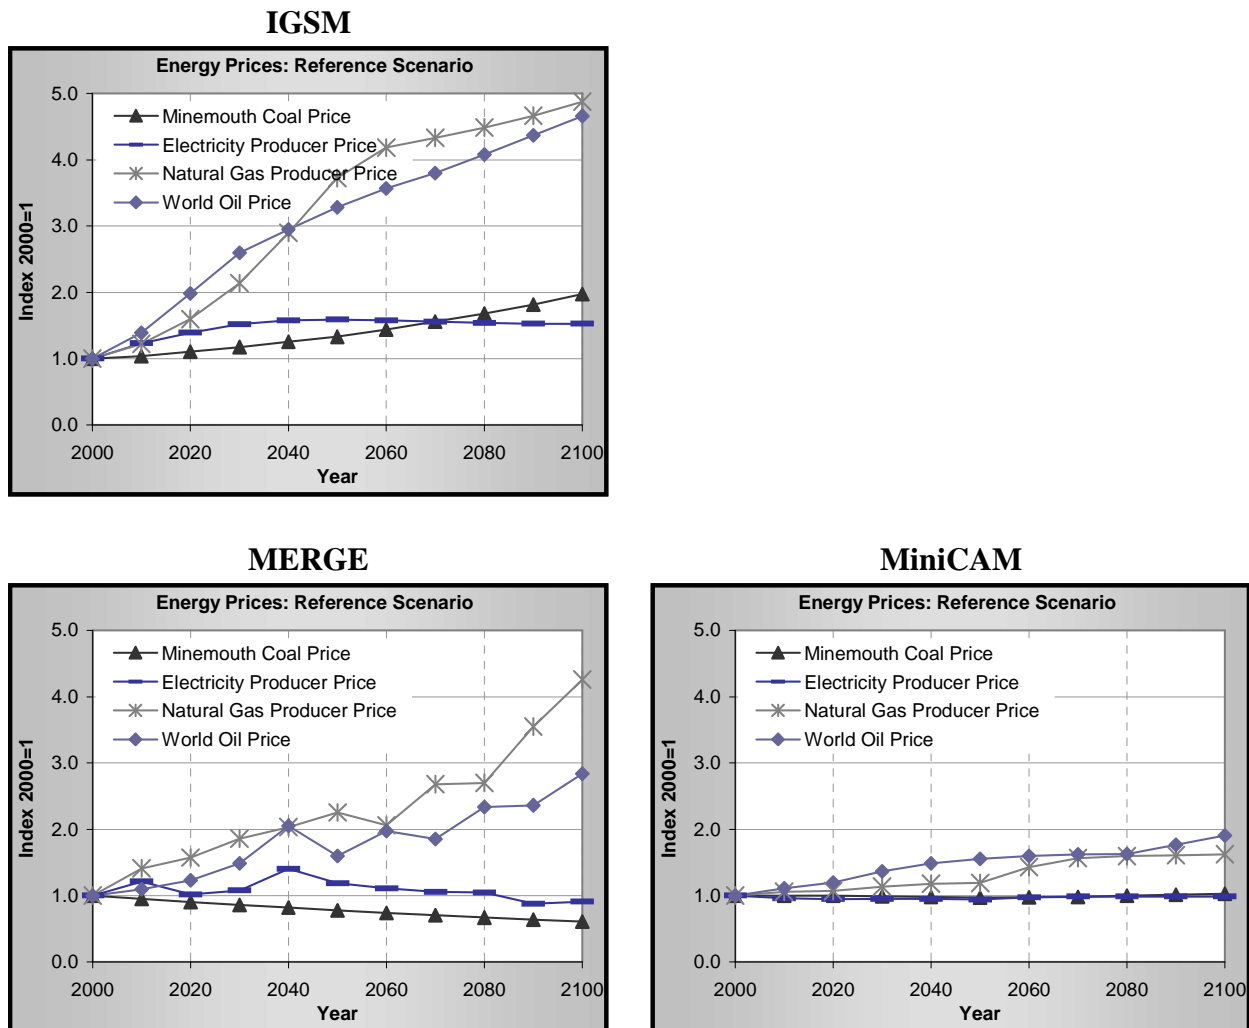 IGSM
Energy Prices: Reference Scenario
5.0
4.0
3.0
2.0
1.0
0.0
Index 2000=1
Minemouth Coal Price
Electricity Producer Price
Natural Gas Producer Price
World Oil Price
2000 2020 2040 2060 2080 2100
Year
MERGE
Energy Prices: Reference Scenario
5.0
4.0
3.0
2.0
1.0
0.0
Index 2000=1
Minemouth Coal Price
Electricity Producer Price
Natural Gas Producer Price
World Oil Price
2000 2020 2040 2060 2080 2100
Year
MiniCAM
Energy Prices: Reference Scenario
5.0
4.0
3.0
2.0
1.0
0.0
Index 2000=1
Minemouth Coal Price
Electricity Producer Price
Natural Gas Producer Price
World Oil Price
2000 2020 2040 2060 2080 2100
Year